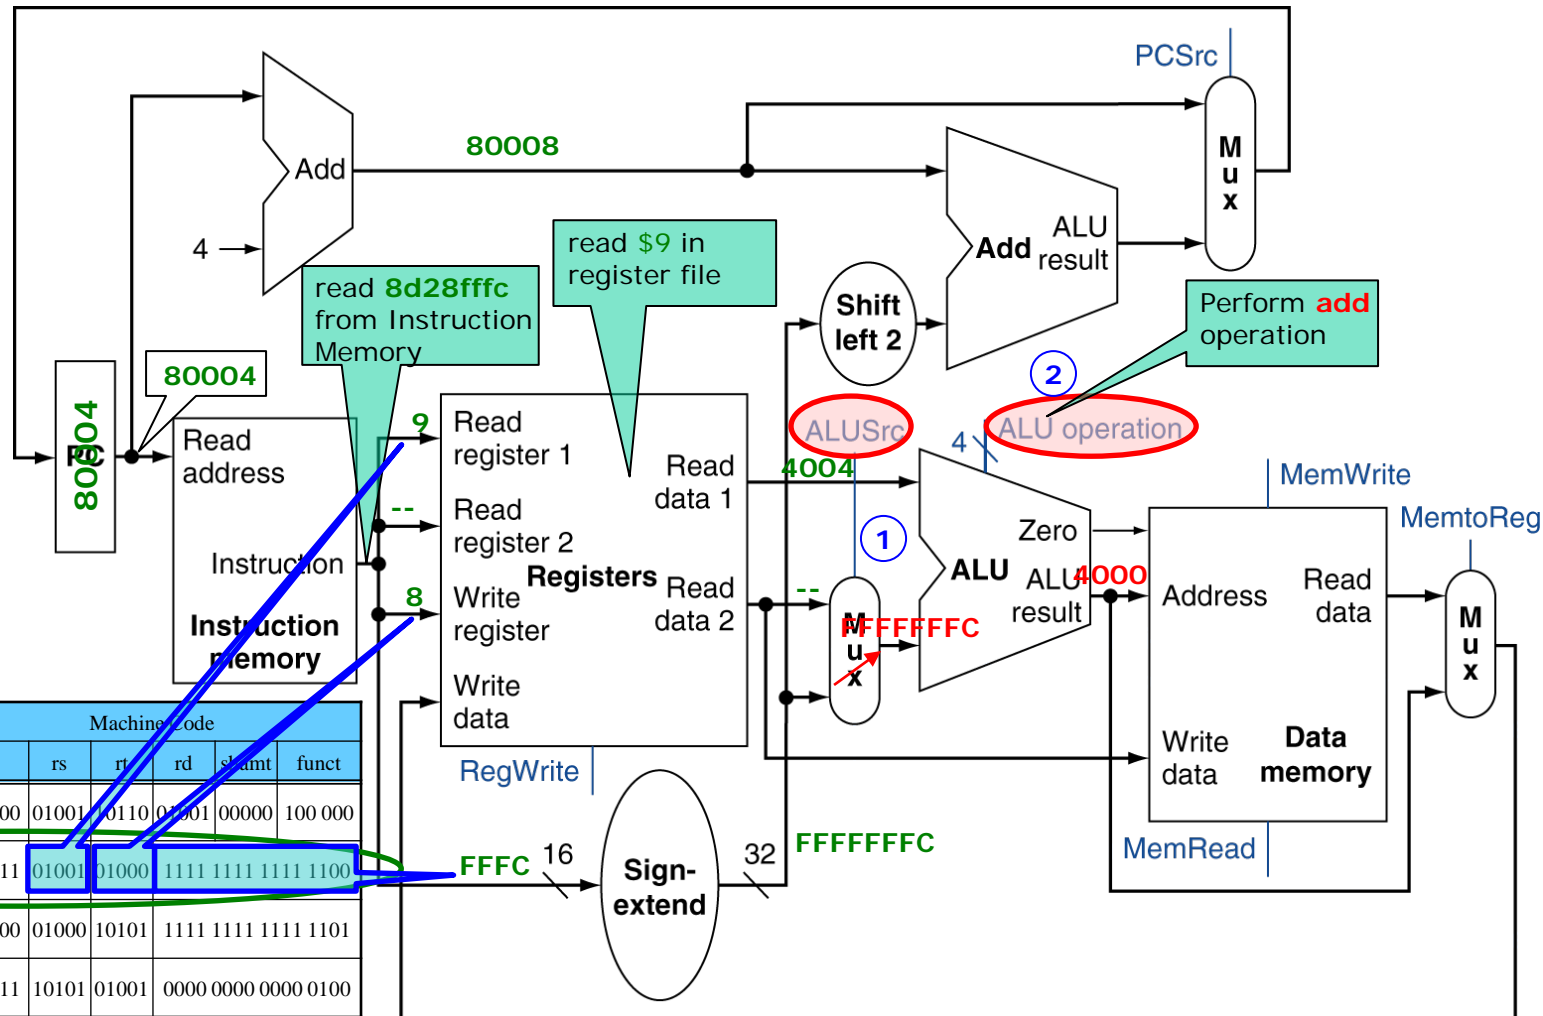 PCSrc
M
u
x
80008
Add
4
Add
ALU
result
read $9 in
register file
read 8d28fffc
from Instruction
Memory
Shift
left 2
Perform add
operation
80004
80004
PC
2
ALUSrc
ALU operation
4
Read
address
Instruction
Instruction
memory
9
Read
register 1
--
Read
register 2
8
Write
register
Write
data
Registers
Read
data 1
Read
data 2
RegWrite
4004
1
--
M
u
x
FFFFFFFC
ALU
Zero
ALU
result
4000
MemWrite
MemtoReg
Address
Read
data
Write
data
Data
memory
MemRead
M
u
x
Machine Code
rs rt rd shamt funct
00 01001 10110 01001 00000 100 000
11 01001 01000 1111 1111 1111 1100
00 01000 10101 1111 1111 1111 1101
11 10101 01001 0000 0000 0000 0100
FFFC
16
Sign-
extend
32
FFFFFFFC